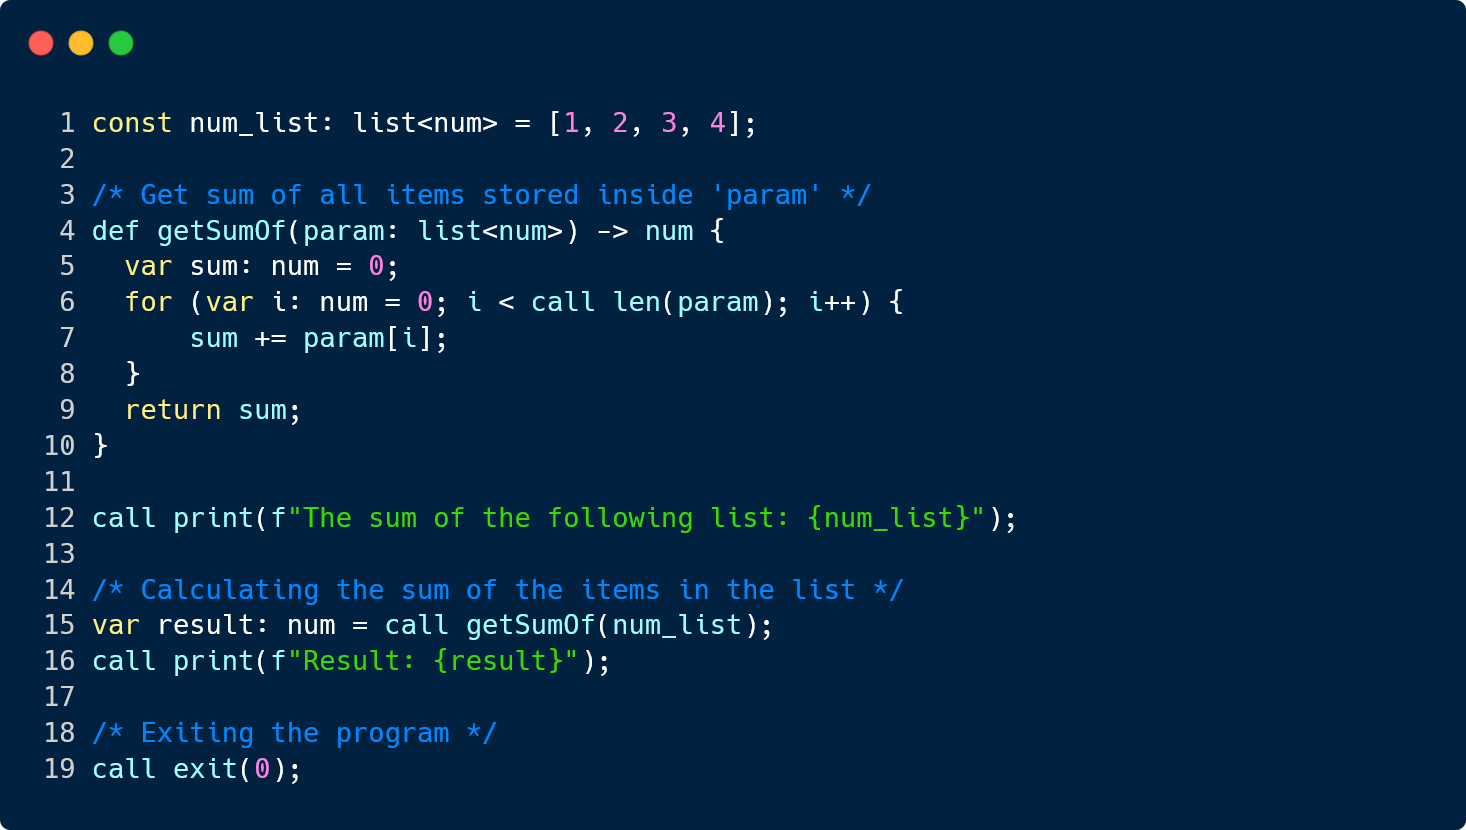 1 const num_list: list<num> = [1, 2, 3, 4];
2
3 /* Get sum of all items stored inside 'param' */
4 def getSumOf(param: list<num>) -> num {
5   var sum: num = 0;
6   for (var i: num = 0; i < call len(param); i++) {
7       sum += param[i];
8   }
9   return sum;
10 }
11
12 call print(f"The sum of the following list: {num_list}");
13
14 /* Calculating the sum of the items in the list */
15 var result: num = call getSumOf(num_list);
16 call print(f"Result: {result}");
17
18 /* Exiting the program */
19 call exit(0);